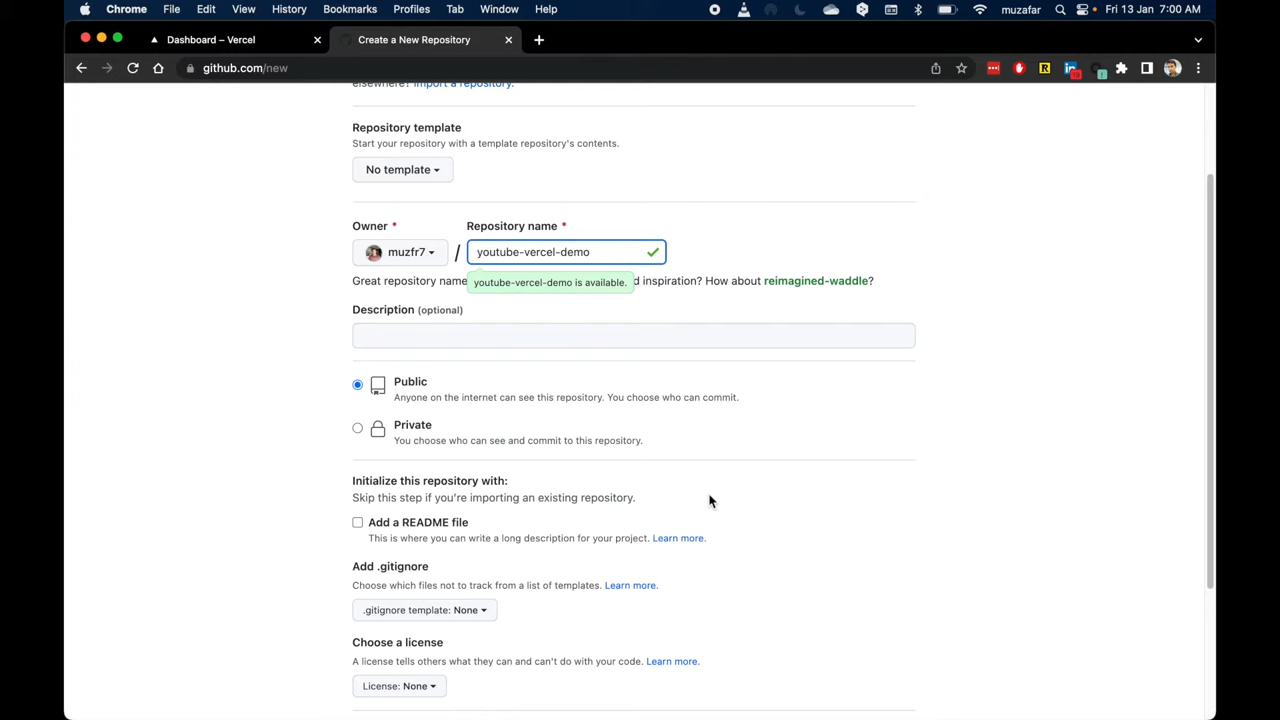 Chrome File Edit View History Bookmarks Profiles Tab Window Help muzafar Fri 13 Jan 7:00 AM
Dashboard – Vercel Create a New Repository
github.com/new
elsewhere? Import a repository.
Repository template
Start your repository with a template repository's contents.
No template
Owner * Repository name *
muzfr7 / youtube-vercel-demo
Great repository name d inspiration? How about reimagined-waddle?
youtube-vercel-demo is available.
Description (optional)
Public
Anyone on the internet can see this repository. You choose who can commit.
Private
You choose who can see and commit to this repository.
Initialize this repository with:
Skip this step if you're importing an existing repository.
Add a README file
This is where you can write a long description for your project. Learn more.
Add .gitignore
Choose which files not to track from a list of templates. Learn more.
.gitignore template: None
Choose a license
A license tells others what they can and can't do with your code. Learn more.
License: None